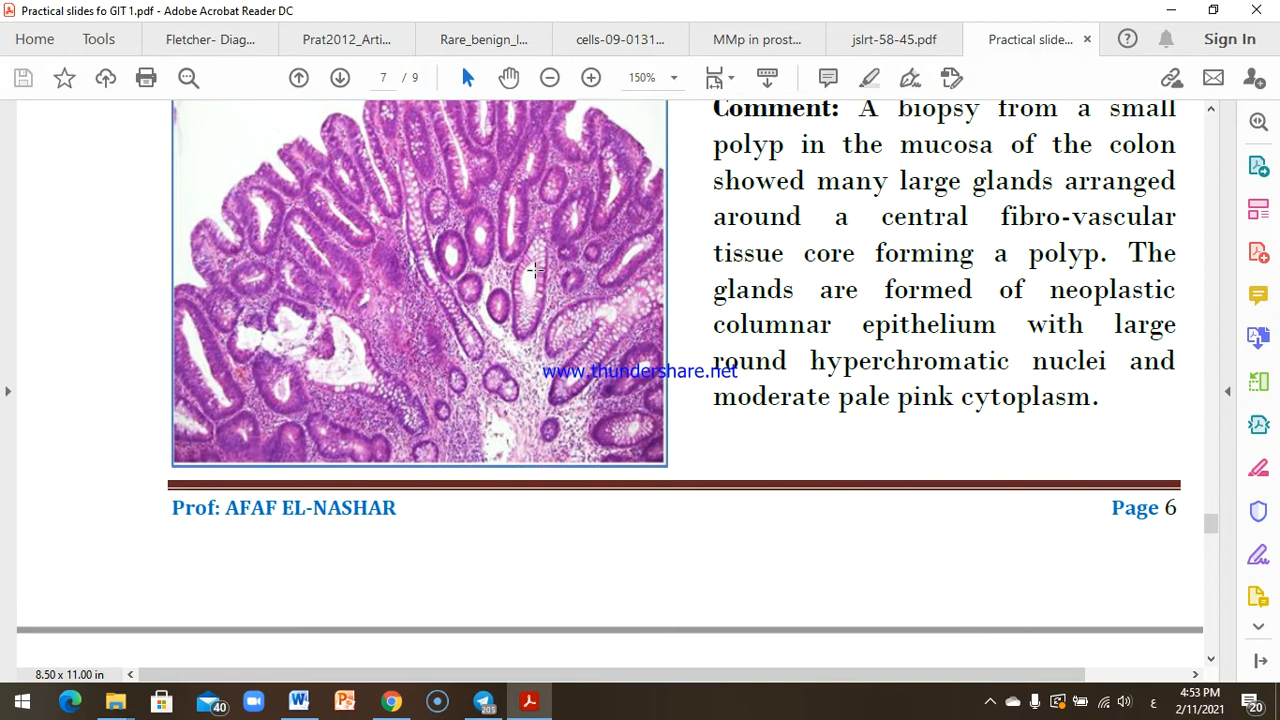 Practical slides fo GIT 1.pdf - Adobe Acrobat Reader DC
Home Tools Fletcher- Diag... Prat2012_Arti... Rare_benign_l... cells-09-0131... MMp in prost... jslrt-58-45.pdf Practical slide... Sign In
7 / 9 150%
Comment: A biopsy from a small
polyp in the mucosa of the colon
showed many large glands arranged
around a central fibro-vascular
tissue core forming a polyp. The
glands are formed of neoplastic
columnar epithelium with large
round hyperchromatic nuclei and
moderate pale pink cytoplasm.
www.thundershare.net
Prof: AFAF EL-NASHAR Page 6
8.50 x 11.00 in
40 205 ع 4:53 PM
2/11/2021 20